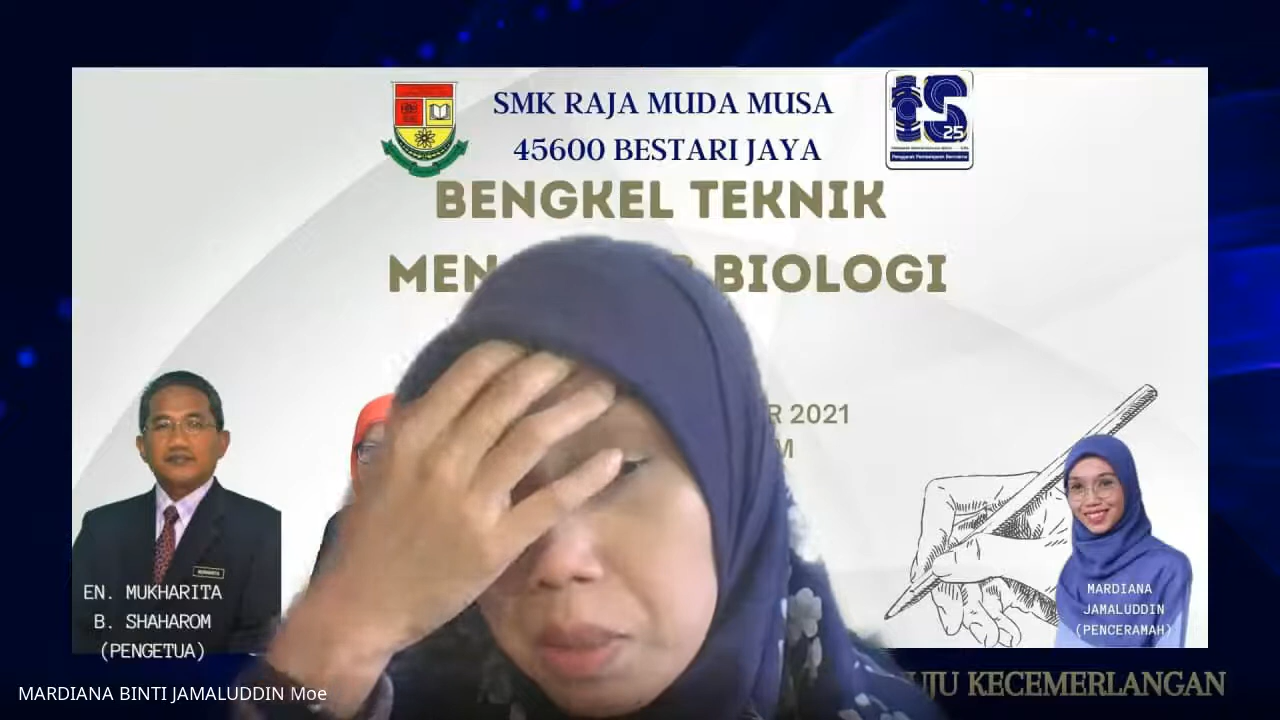 SMK RAJA MUDA MUSA
45600 BESTARI JAYA
25
BENGKEL TEKNIK
BIOLOGI
2021
EN. MUKHARITA
B. SHAHAROM
(PENGETUA)
MARDIANA
JAMALUDDIN
(PENCERAMAH)
KECEMERLANGAN
MARDIANA BINTI JAMALUDDIN Moe